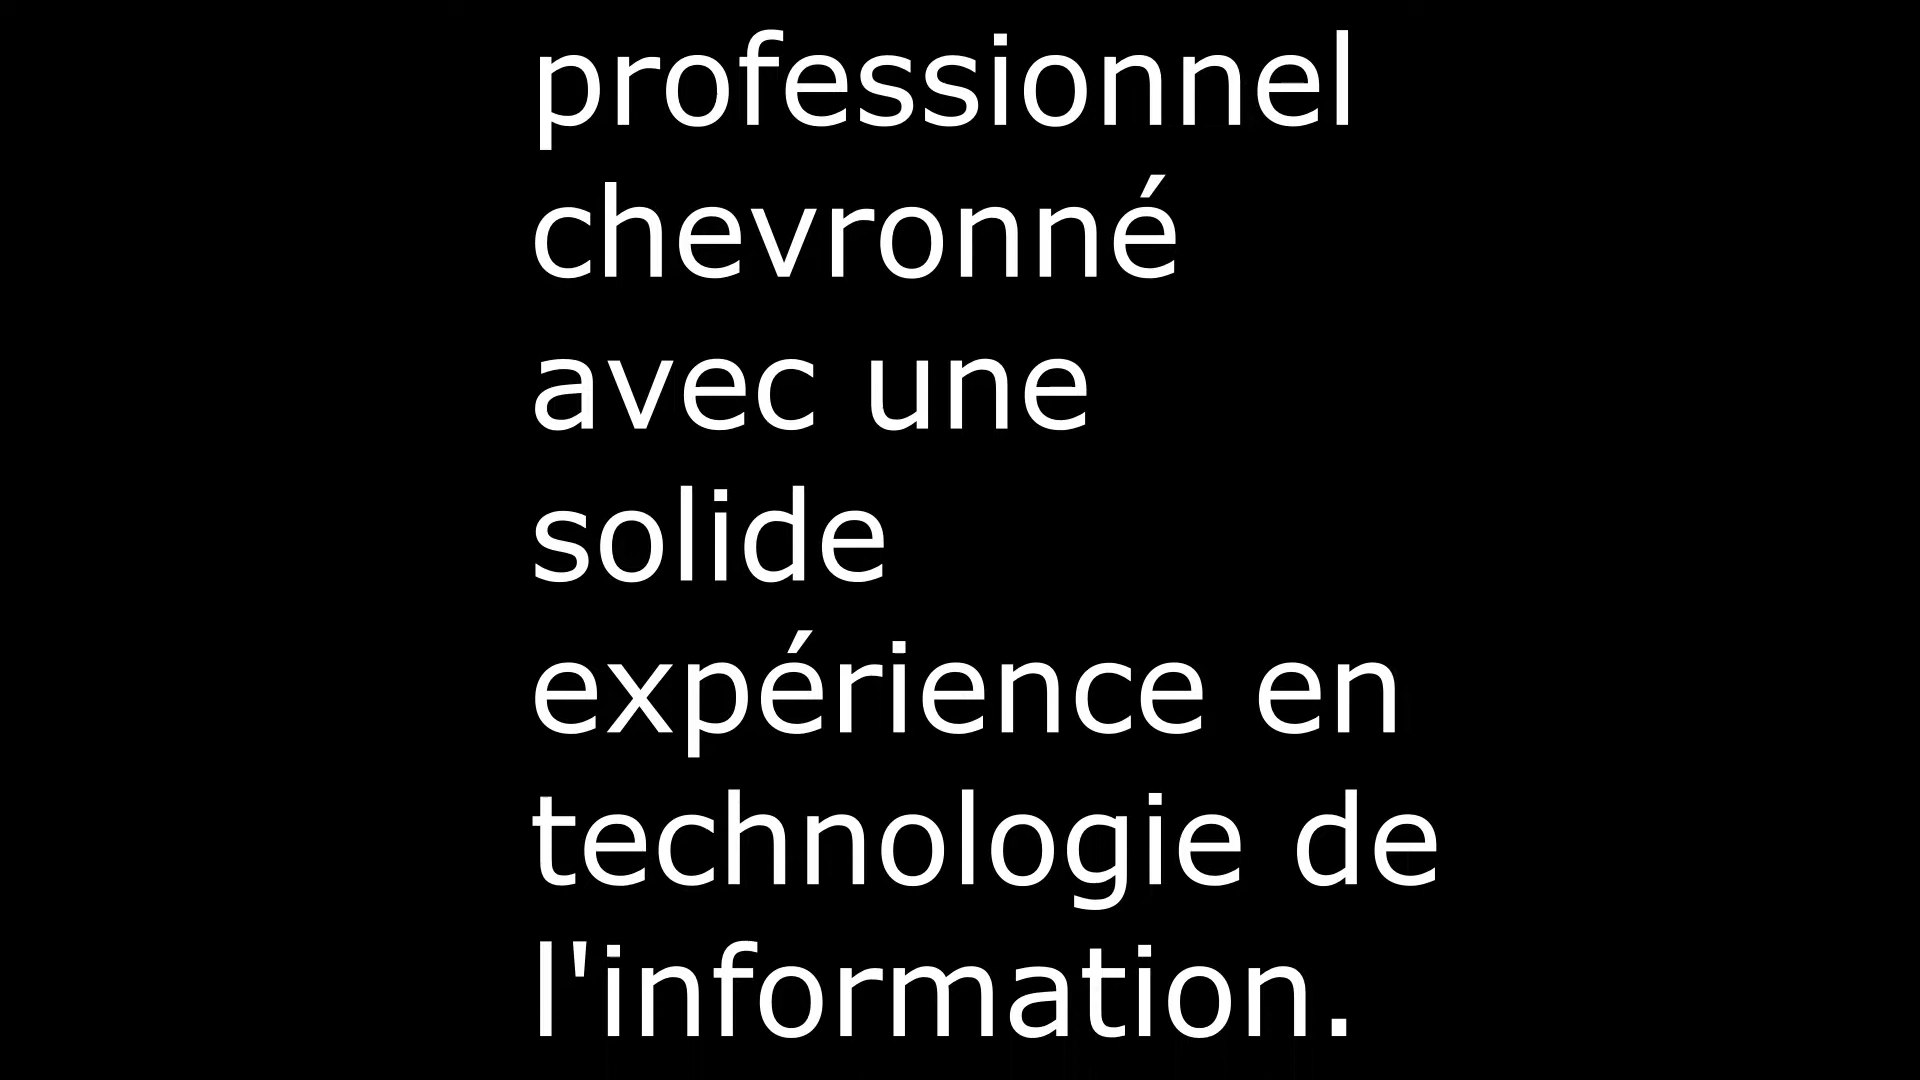 professionnel
chevronné
avec une
solide
expérience en
technologie de
l'information.